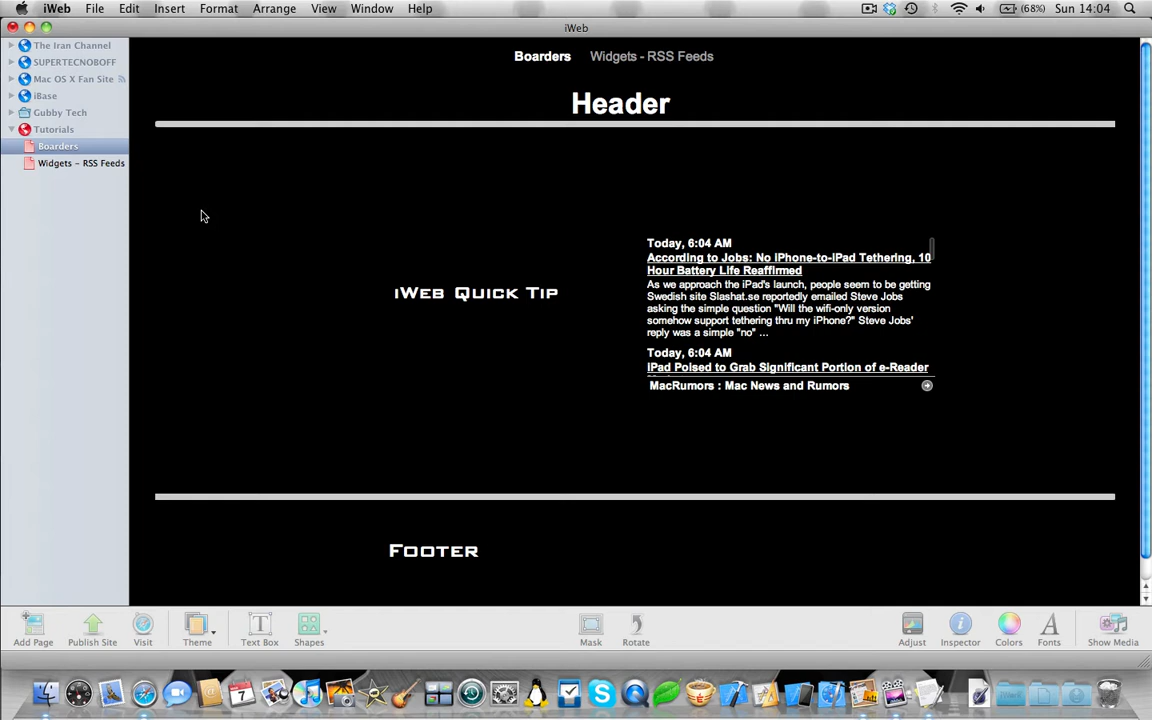 iWeb File Edit Insert Format Arrange View Window Help (68%) Sun 14:04
iWeb
The Iran Channel
SUPERTECNOBOFF
Mac OS X Fan Site
iBase
Gubby Tech
Tutorials
Boarders
Widgets - RSS Feeds
Boarders Widgets - RSS Feeds
Header
iWeb Quick Tip
Today, 6:04 AM
According to Jobs: No iPhone-to-iPad Tethering, 10
Hour Battery Life Reaffirmed
As we approach the iPad's launch, people seem to be getting
Swedish site Slashat.se reportedly emailed Steve Jobs
asking the simple question "Will the wifi-only version
somehow support tethering thru my iPhone?" Steve Jobs'
reply was a simple "no" ...
Today, 6:04 AM
iPad Poised to Grab Significant Portion of e-Reader
MacRumors : Mac News and Rumors
Footer
Add Page Publish Site Visit Theme Text Box Shapes Mask Rotate Adjust Inspector Colors Fonts Show Media